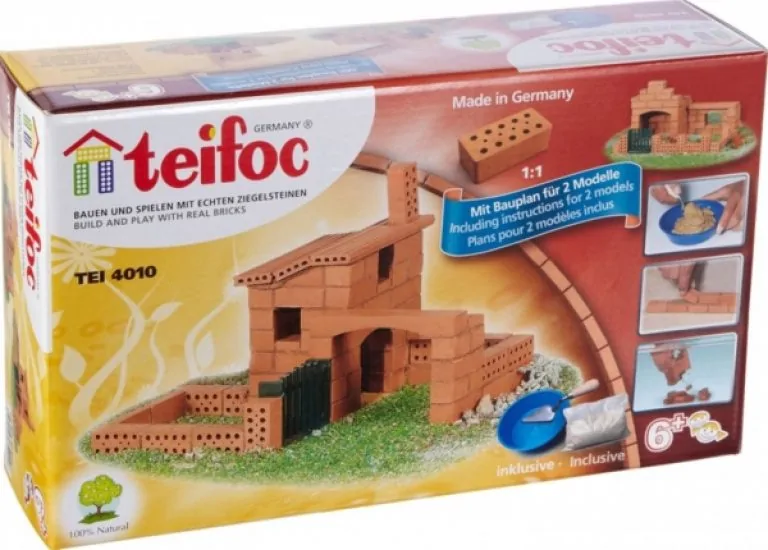 teifoc
GERMANY ®
teifoc
BAUEN UND SPIELEN MIT ECHTEN ZIEGELSTEINEN
BUILD AND PLAY WITH REAL BRICKS
TEI 4010
Made in Germany
1:1
Mit Bauplan für 2 Modelle
Including instructions for 2 models
Plans pour 2 modèles inclus
6+
inklusive · Inclusive
100% Natural